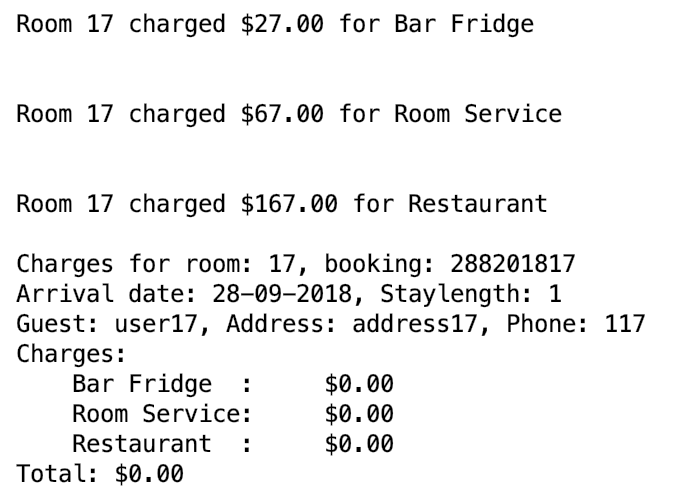 Room 17 charged $27.00 for Bar Fridge
Room 17 charged $67.00 for Room Service
Room 17 charged $167.00 for Restaurant
Charges for room: 17, booking: 288201817
Arrival date: 28-09-2018, Staylength: 1
Guest: user17, Address: address17, Phone: 117
Charges:
    Bar Fridge  :     $0.00
    Room Service:     $0.00
    Restaurant  :     $0.00
Total: $0.00